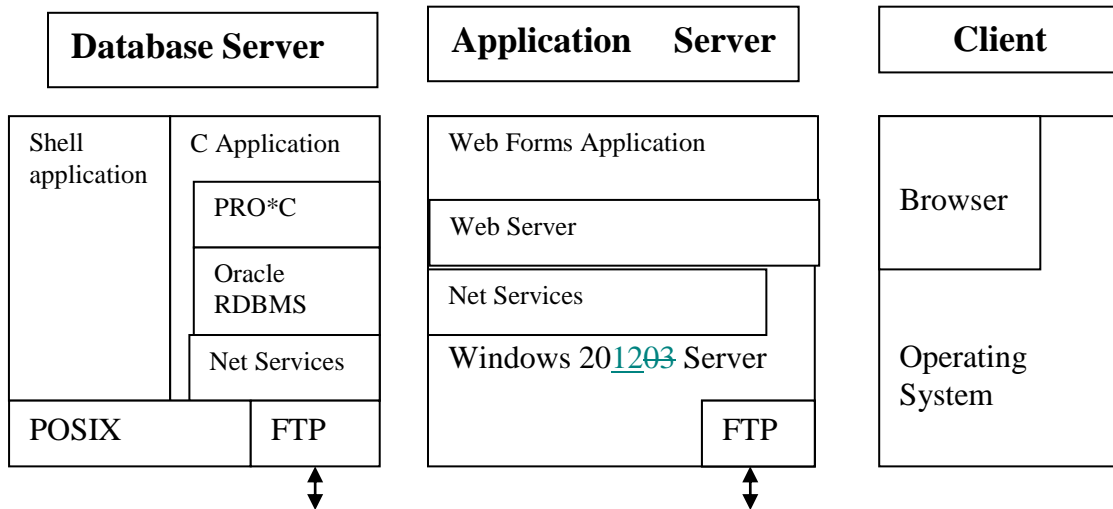 Database Server
Application Server
Client
Shell
application
C Application
PRO*C
Oracle
RDBMS
Net Services
POSIX
FTP
Web Forms Application
Web Server
Net Services
Windows 201203 Server
FTP
Browser
Operating
System